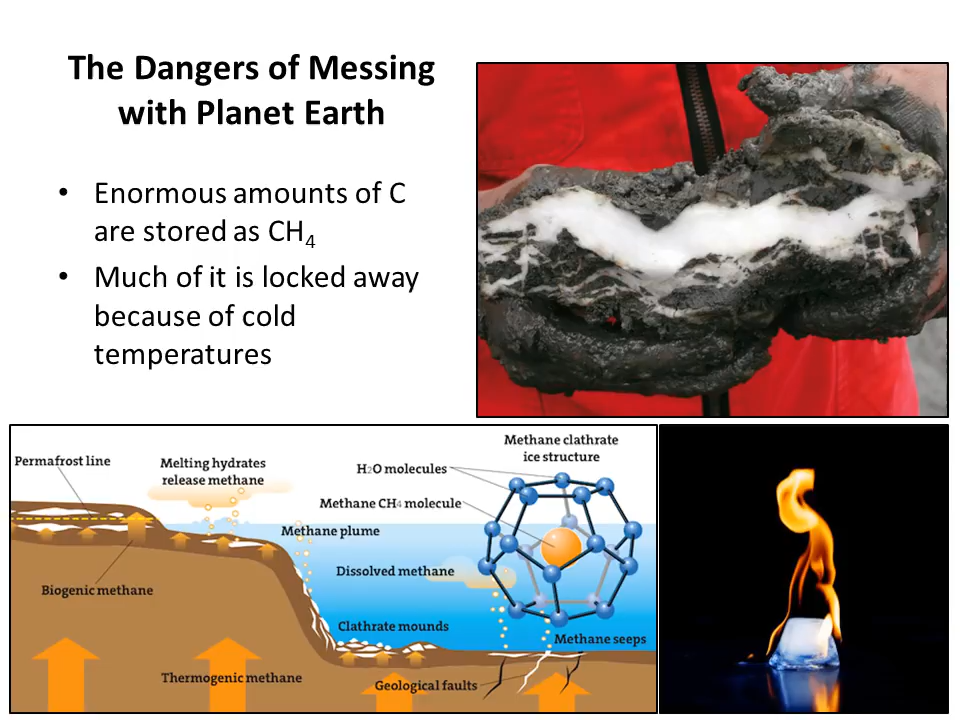 The Dangers of Messing
with Planet Earth
• Enormous amounts of C
are stored as CH₄
• Much of it is locked away
because of cold
temperatures
Permafrost line
Melting hydrates
release methane
Methane clathrate
ice structure
H2O molecules
Methane CH4 molecule
Methane plume
Dissolved methane
Biogenic methane
Clathrate mounds
Methane seeps
Thermogenic methane
Geological faults